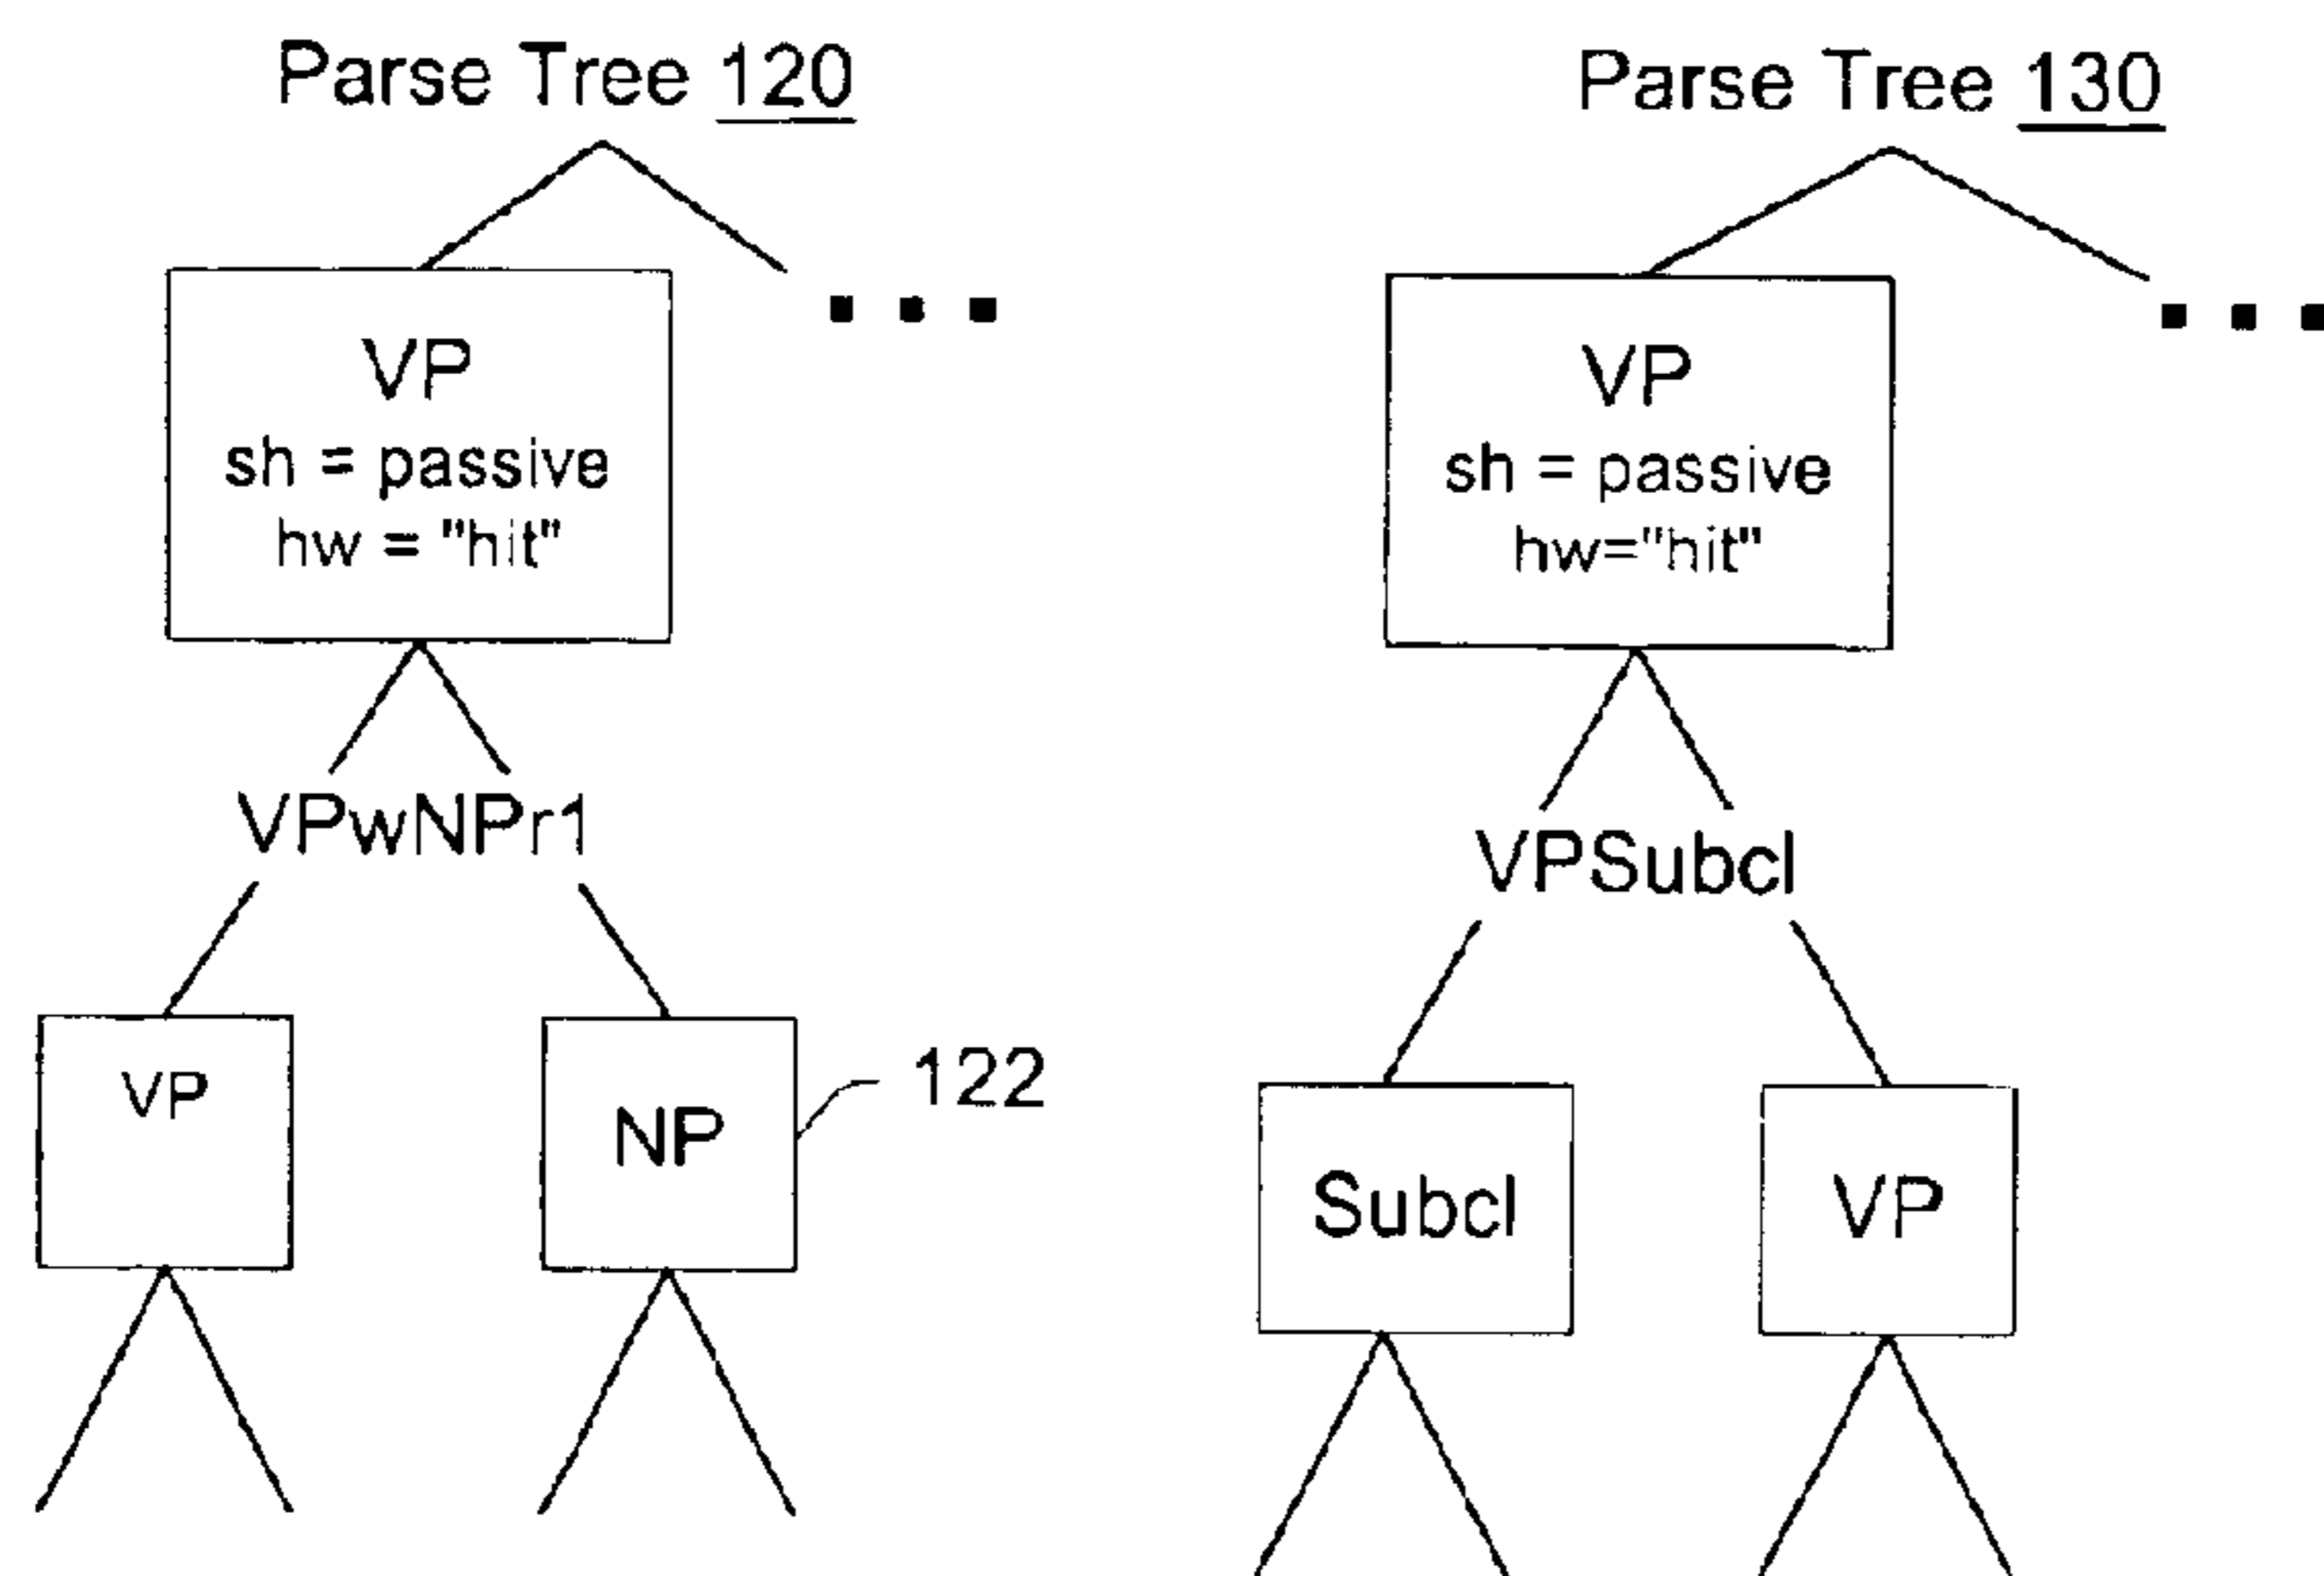 Parse Tree 120
VP
sh = passive
hw = "hit"
VPwNPr1
VP
NP
122
Parse Tree 130
VP
sh = passive
hw="hit"
VPSubcl
Subcl
VP